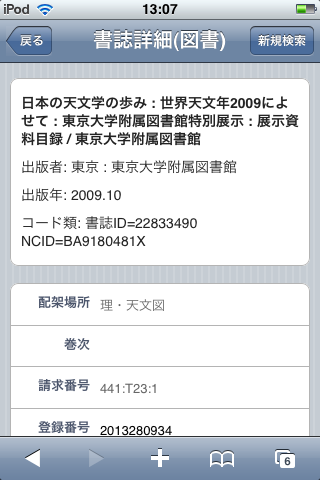 iPod 13:07
戻る 書誌詳細(図書) 新規検索
日本の天文学の歩み : 世界天文年2009によ
せて : 東京大学附属図書館特別展示 : 展示資
料目録 / 東京大学附属図書館
出版者: 東京 : 東京大学附属図書館
出版年: 2009.10
コード類: 書誌ID=22833490
NCID=BA9180481X
配架場所 理・天文図
巻次
請求番号 441:T23:1
登録番号 2013280934
6